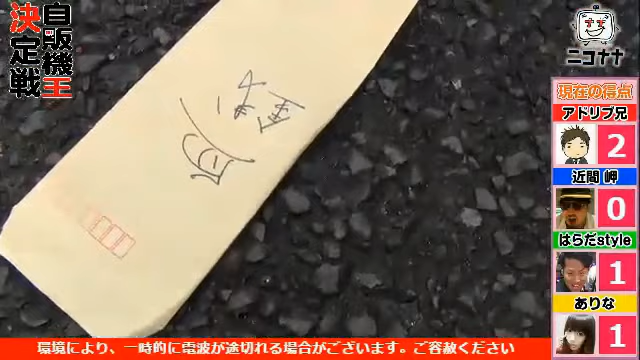 自販機王
決定戦
ニコナナ
現在の得点
アドリブ兄
2
近間 岬
0
はらだstyle
1
ありな
1
環境により、一時的に電波が途切れる場合がございます。ご容赦ください